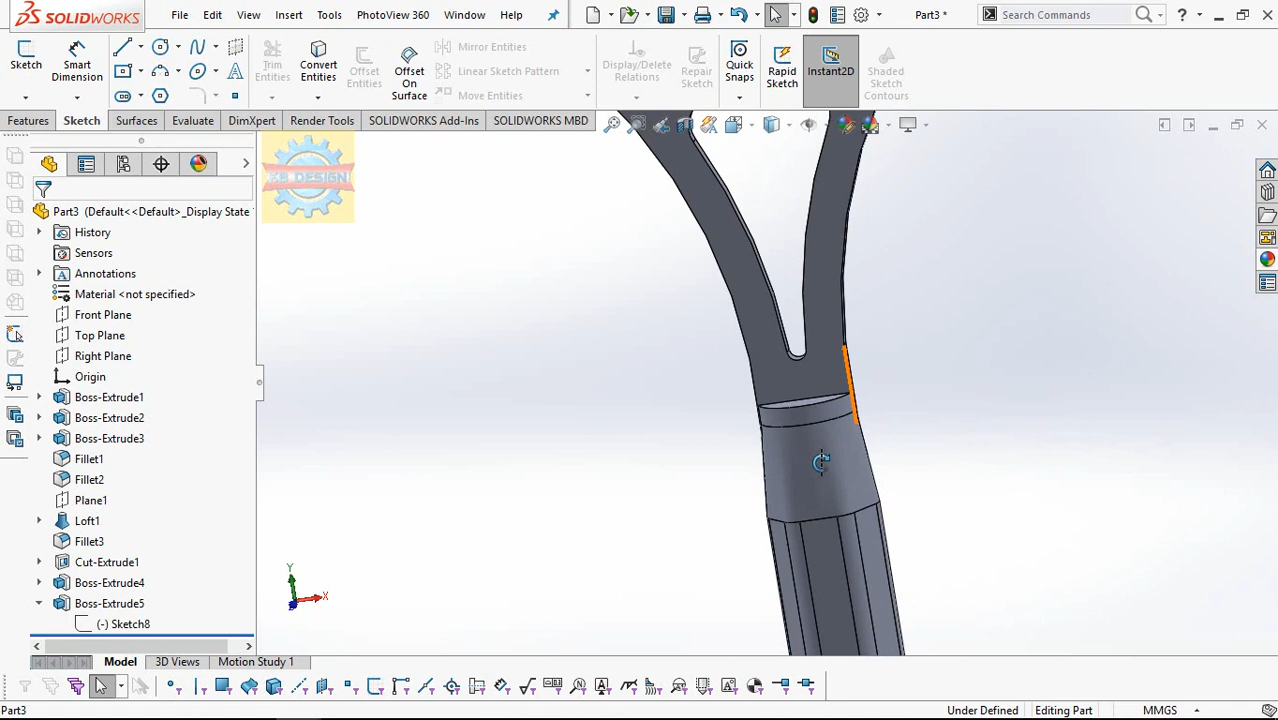 SOLIDWORKS
File Edit View Insert Tools PhotoView 360 Window Help
Part3 *
Search Commands
Sketch
Smart Dimension
Trim Entities
Convert Entities
Offset Entities
Offset On Surface
Mirror Entities
Linear Sketch Pattern
Move Entities
Display/Delete Relations
Repair Sketch
Quick Snaps
Rapid Sketch
Instant2D
Shaded Sketch Contours
Features Sketch Surfaces Evaluate DimXpert Render Tools SOLIDWORKS Add-Ins SOLIDWORKS MBD
KB DESIGN
Part3 (Default<<Default>_Display State
History
Sensors
Annotations
Material <not specified>
Front Plane
Top Plane
Right Plane
Origin
Boss-Extrude1
Boss-Extrude2
Boss-Extrude3
Fillet1
Fillet2
Plane1
Loft1
Fillet3
Cut-Extrude1
Boss-Extrude4
Boss-Extrude5
(-) Sketch8
Y
X
Model 3D Views Motion Study 1
Part3
Under Defined
Editing Part
MMGS